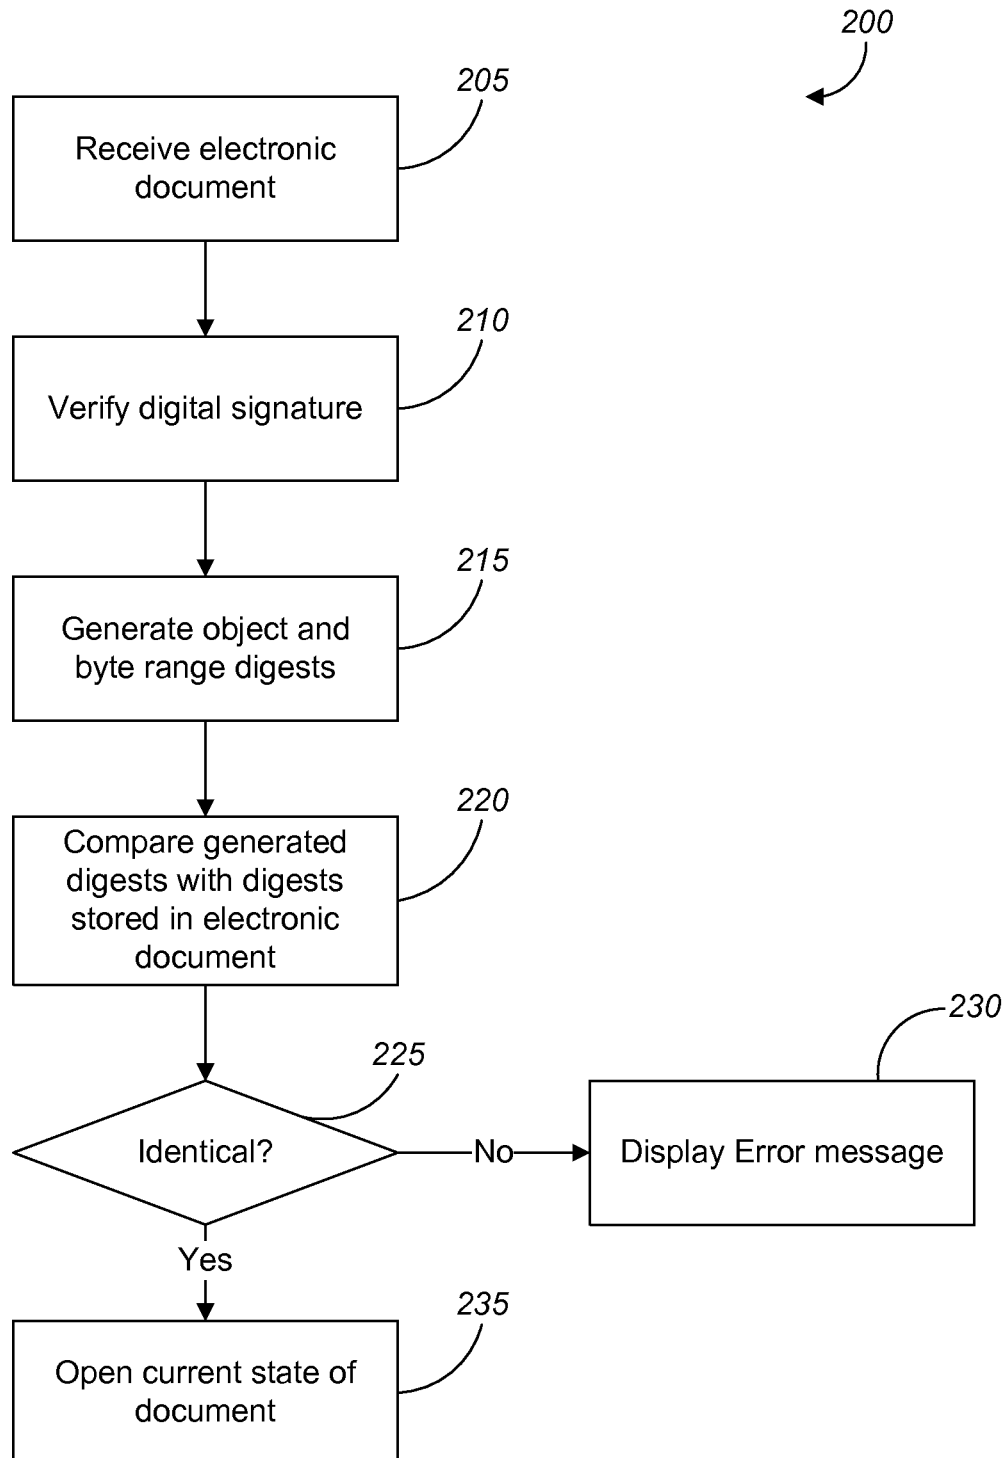 200
205
Receive electronic
document
210
Verify digital signature
215
Generate object and
byte range digests
220
Compare generated
digests with digests
stored in electronic
document
225
230
Identical?
No
Display Error message
Yes
235
Open current state of
document